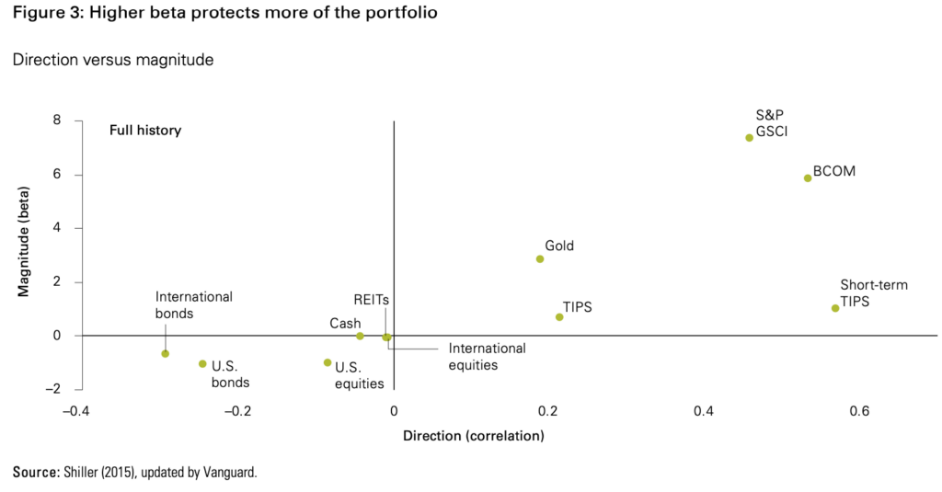 Figure 3: Higher beta protects more of the portfolio
Direction versus magnitude
8
6
4
2
0
–2
Magnitude (beta)
Full history
S&P
GSCI
BCOM
Gold
Short-term
TIPS
TIPS
International
bonds
REITs
Cash
U.S.
bonds
U.S.
equities
International
equities
–0.4
–0.2
0
0.2
0.4
0.6
Direction (correlation)
Source: Shiller (2015), updated by Vanguard.